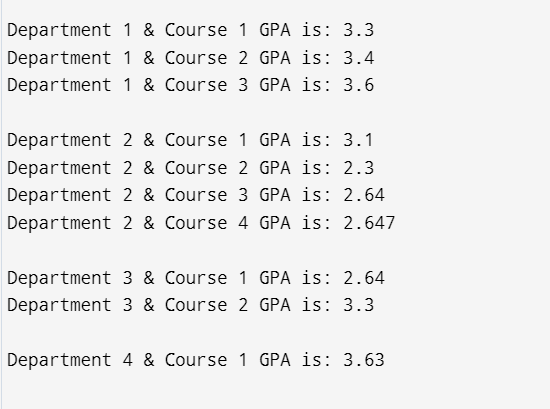 Department 1 & Course 1 GPA is: 3.3
Department 1 & Course 2 GPA is: 3.4
Department 1 & Course 3 GPA is: 3.6
Department 2 & Course 1 GPA is: 3.1
Department 2 & Course 2 GPA is: 2.3
Department 2 & Course 3 GPA is: 2.64
Department 2 & Course 4 GPA is: 2.647
Department 3 & Course 1 GPA is: 2.64
Department 3 & Course 2 GPA is: 3.3
Department 4 & Course 1 GPA is: 3.63